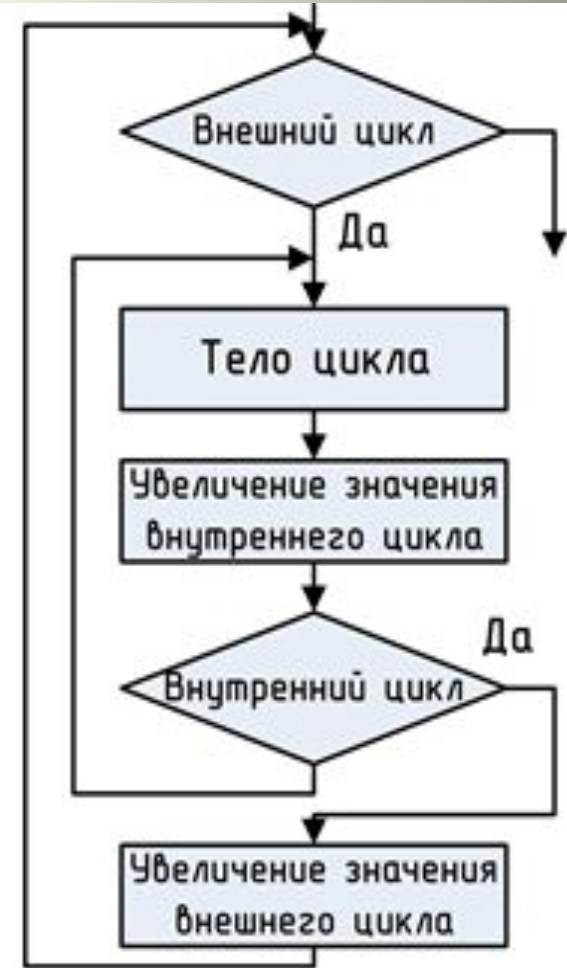 Внешний цикл
Да
Тело цикла
Увеличение значения
внутреннего цикла
Да
Внутренний цикл
Увеличение значения
внешнего цикла